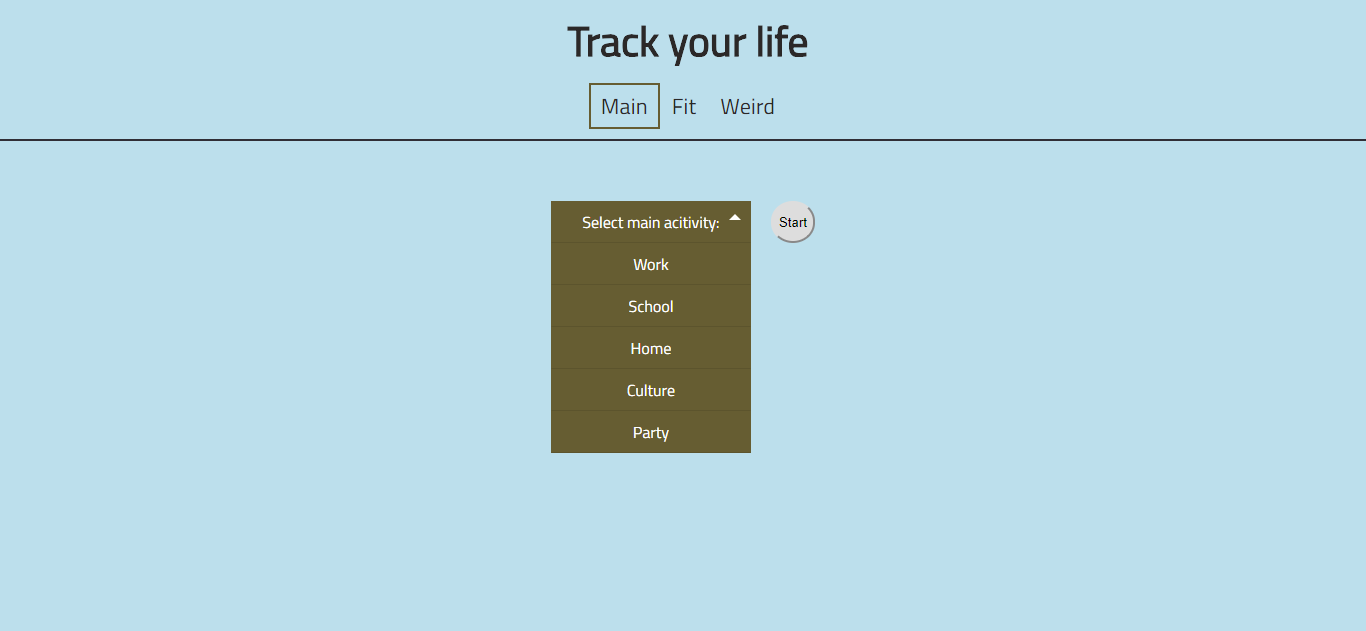 Track your life
Main Fit Weird
Select main acitivity:
Start
Work
School
Home
Culture
Party